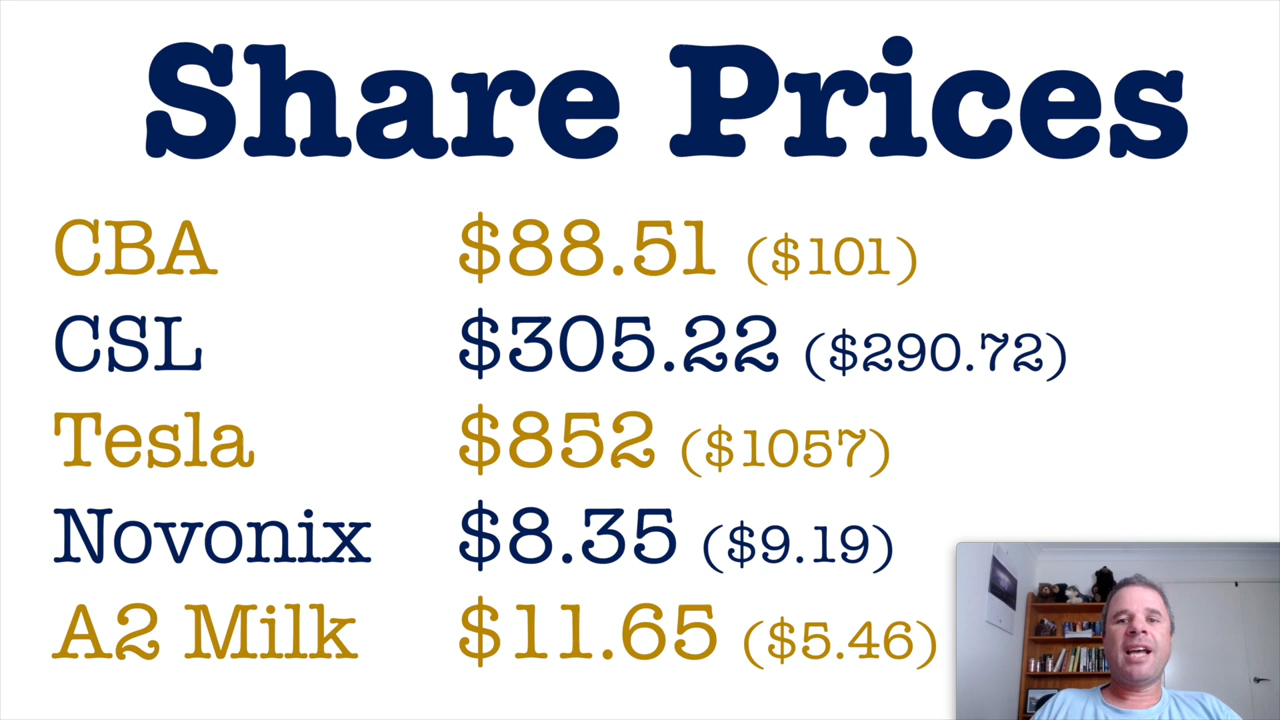 Share Prices
CBA $88.51 ($101)
CSL $305.22 ($290.72)
Tesla $852 ($1057)
Novonix $8.35 ($9.19)
A2 Milk $11.65 ($5.46)